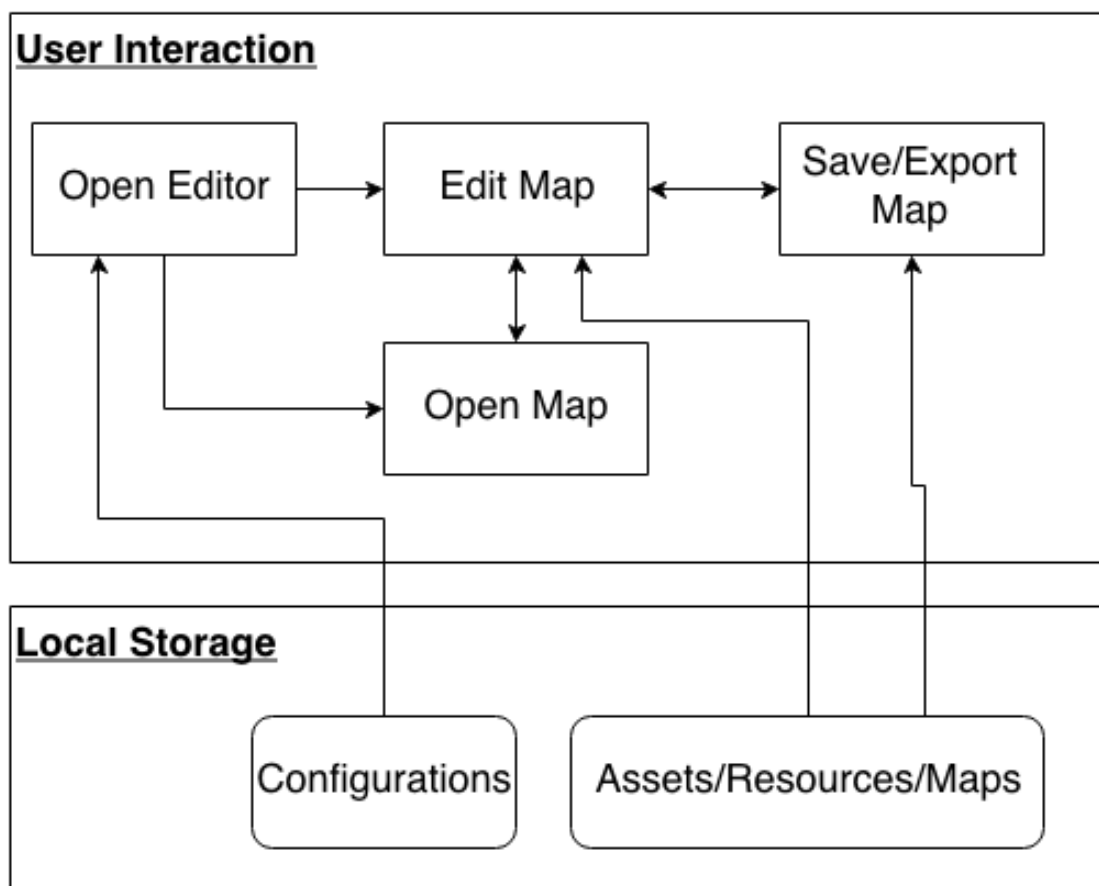 User Interaction
Open Editor
Edit Map
Save/Export
Map
Open Map
Local Storage
Configurations
Assets/Resources/Maps